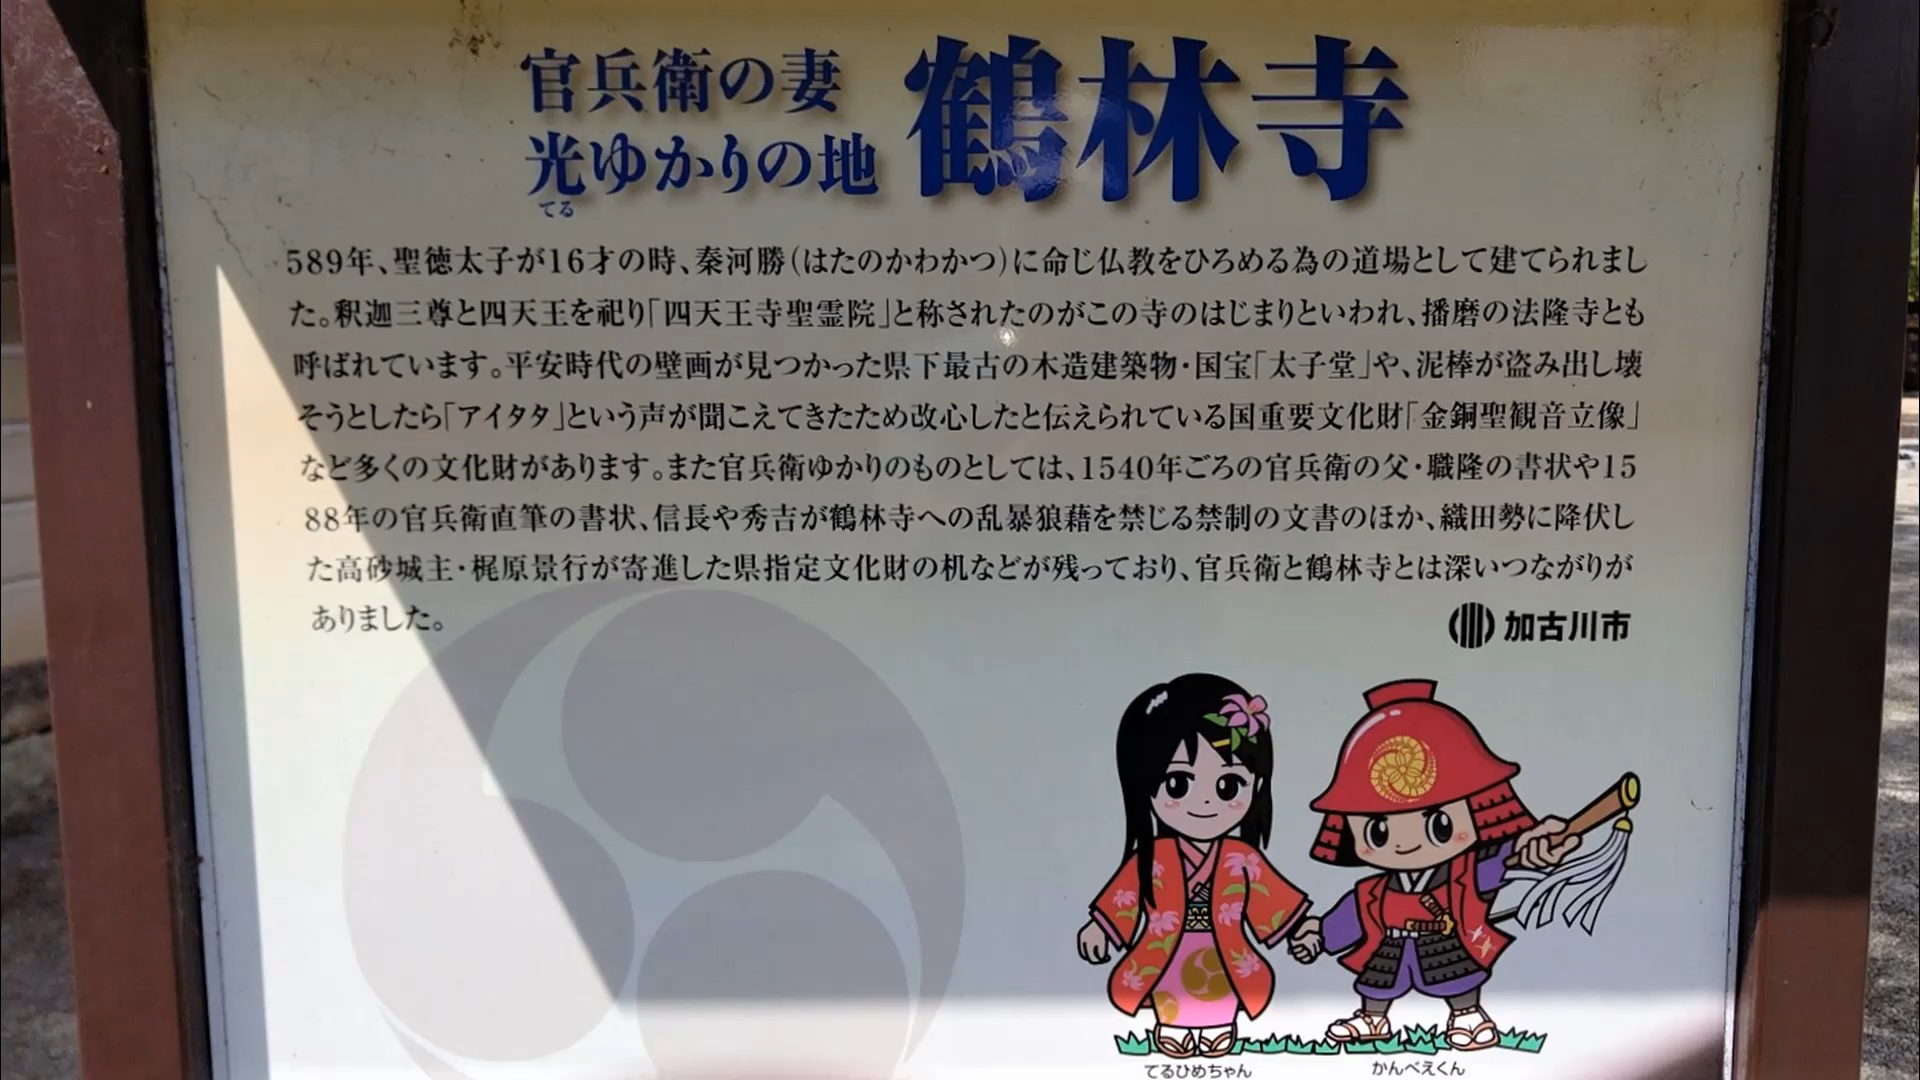 官兵衛の妻
光ゆかりの地
てる
鶴林寺
589年、聖徳太子が16才の時、秦河勝(はたのかわかつ)に命じ仏教をひろめる為の道場として建てられまし
た。釈迦三尊と四天王を祀り「四天王寺聖霊院」と称されたのがこの寺のはじまりといわれ、播磨の法隆寺とも
呼ばれています。平安時代の壁画が見つかった県下最古の木造建築物・国宝「太子堂」や、泥棒が盗み出し壊
そうとしたら「アイタタ」という声が聞こえてきたため改心したと伝えられている国重要文化財「金銅聖観音立像」
など多くの文化財があります。また官兵衛ゆかりのものとしては、1540年ごろの官兵衛の父・職隆の書状や15
88年の官兵衛直筆の書状、信長や秀吉が鶴林寺への乱暴狼藉を禁じる禁制の文書のほか、織田勢に降伏し
た高砂城主・梶原景行が寄進した県指定文化財の机などが残っており、官兵衛と鶴林寺とは深いつながりが
ありました。
加古川市
てるひめちゃん
かんべえくん